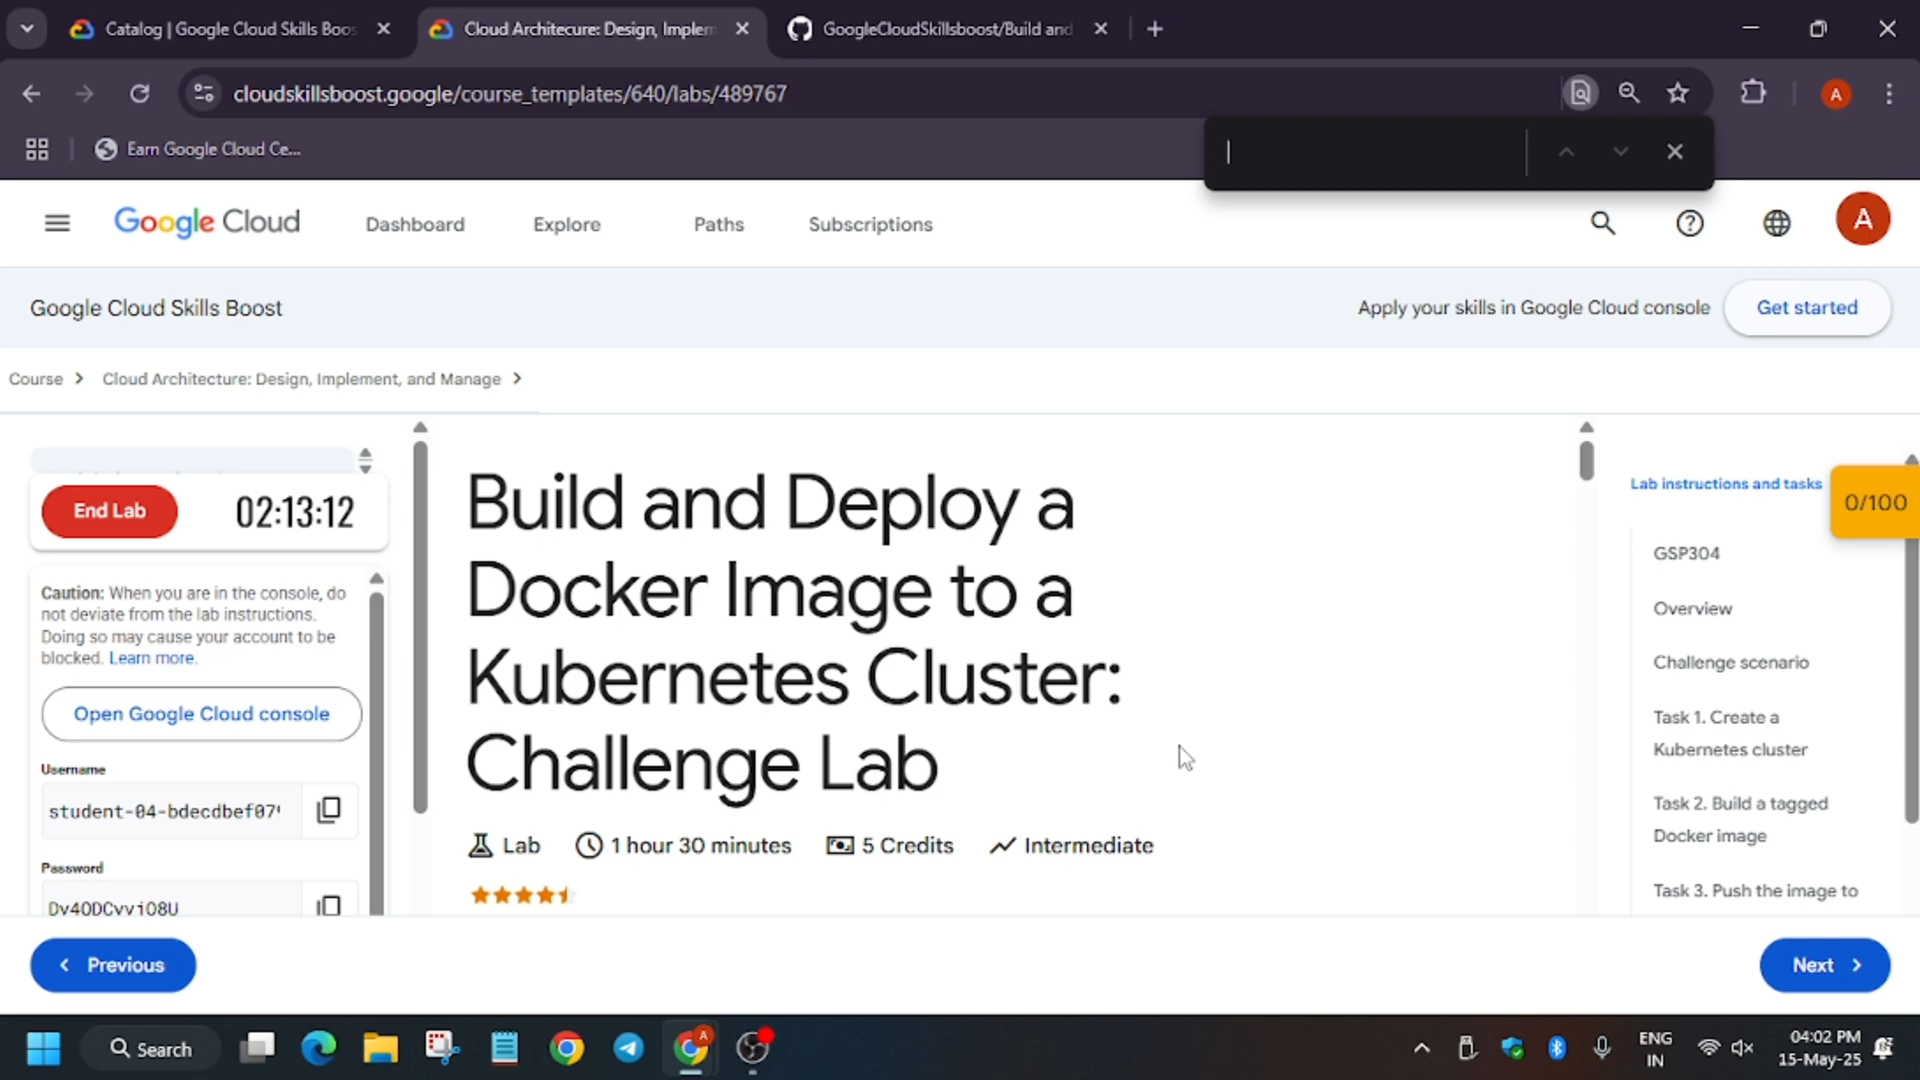 Catalog | Google Cloud Skills Boos
Cloud Architecure: Design, Implem
GoogleCloudSkillsboost/Build and
cloudskillsboost.google/course_templates/640/labs/489767
A
Earn Google Cloud Ce...
Google Cloud
Dashboard
Explore
Paths
Subscriptions
A
Google Cloud Skills Boost
Apply your skills in Google Cloud console
Get started
Course
Cloud Architecture: Design, Implement, and Manage
End Lab
02:13:12
Caution: When you are in the console, do
not deviate from the lab instructions.
Doing so may cause your account to be
blocked. Learn more.
Open Google Cloud console
Username
student-04-bdecdbef07
Password
Build and Deploy a
Docker Image to a
Kubernetes Cluster:
Challenge Lab
Lab
1 hour 30 minutes
5 Credits
Intermediate
Lab instructions and tasks
0/100
GSP304
Overview
Challenge scenario
Task 1. Create a
Kubernetes cluster
Task 2. Build a tagged
Docker image
Task 3. Push the image to
Previous
Next
Search
A
ENG
IN
04:02 PM
15-May-25